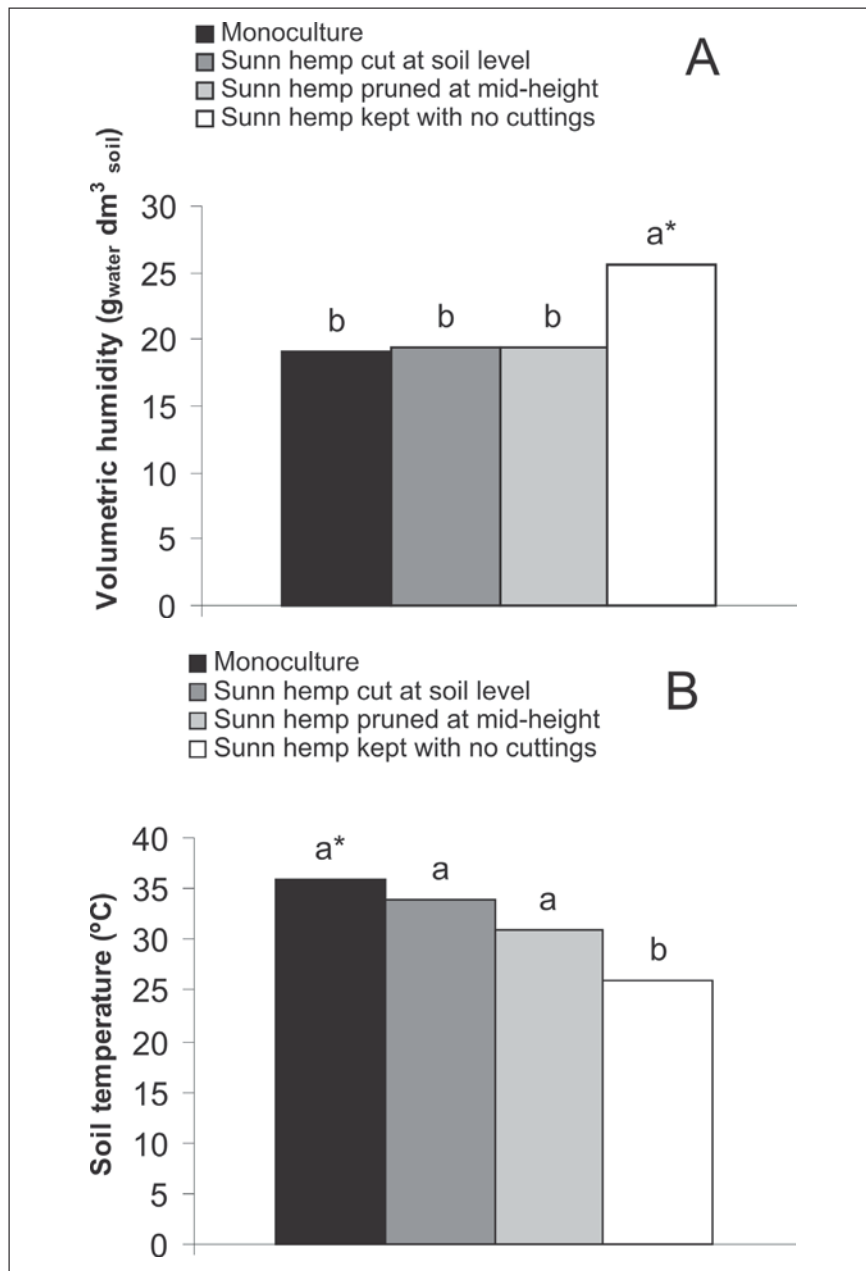 Monoculture
Sunn hemp cut at soil level
Sunn hemp pruned at mid-height
Sunn hemp kept with no cuttings
A
Volumetric humidity (gwater dm³ soil)
30
25
20
15
10
5
0
b
b
b
a*
Monoculture
Sunn hemp cut at soil level
Sunn hemp pruned at mid-height
Sunn hemp kept with no cuttings
B
Soil temperature (ºC)
40
35
30
25
20
15
10
5
0
a*
a
a
b